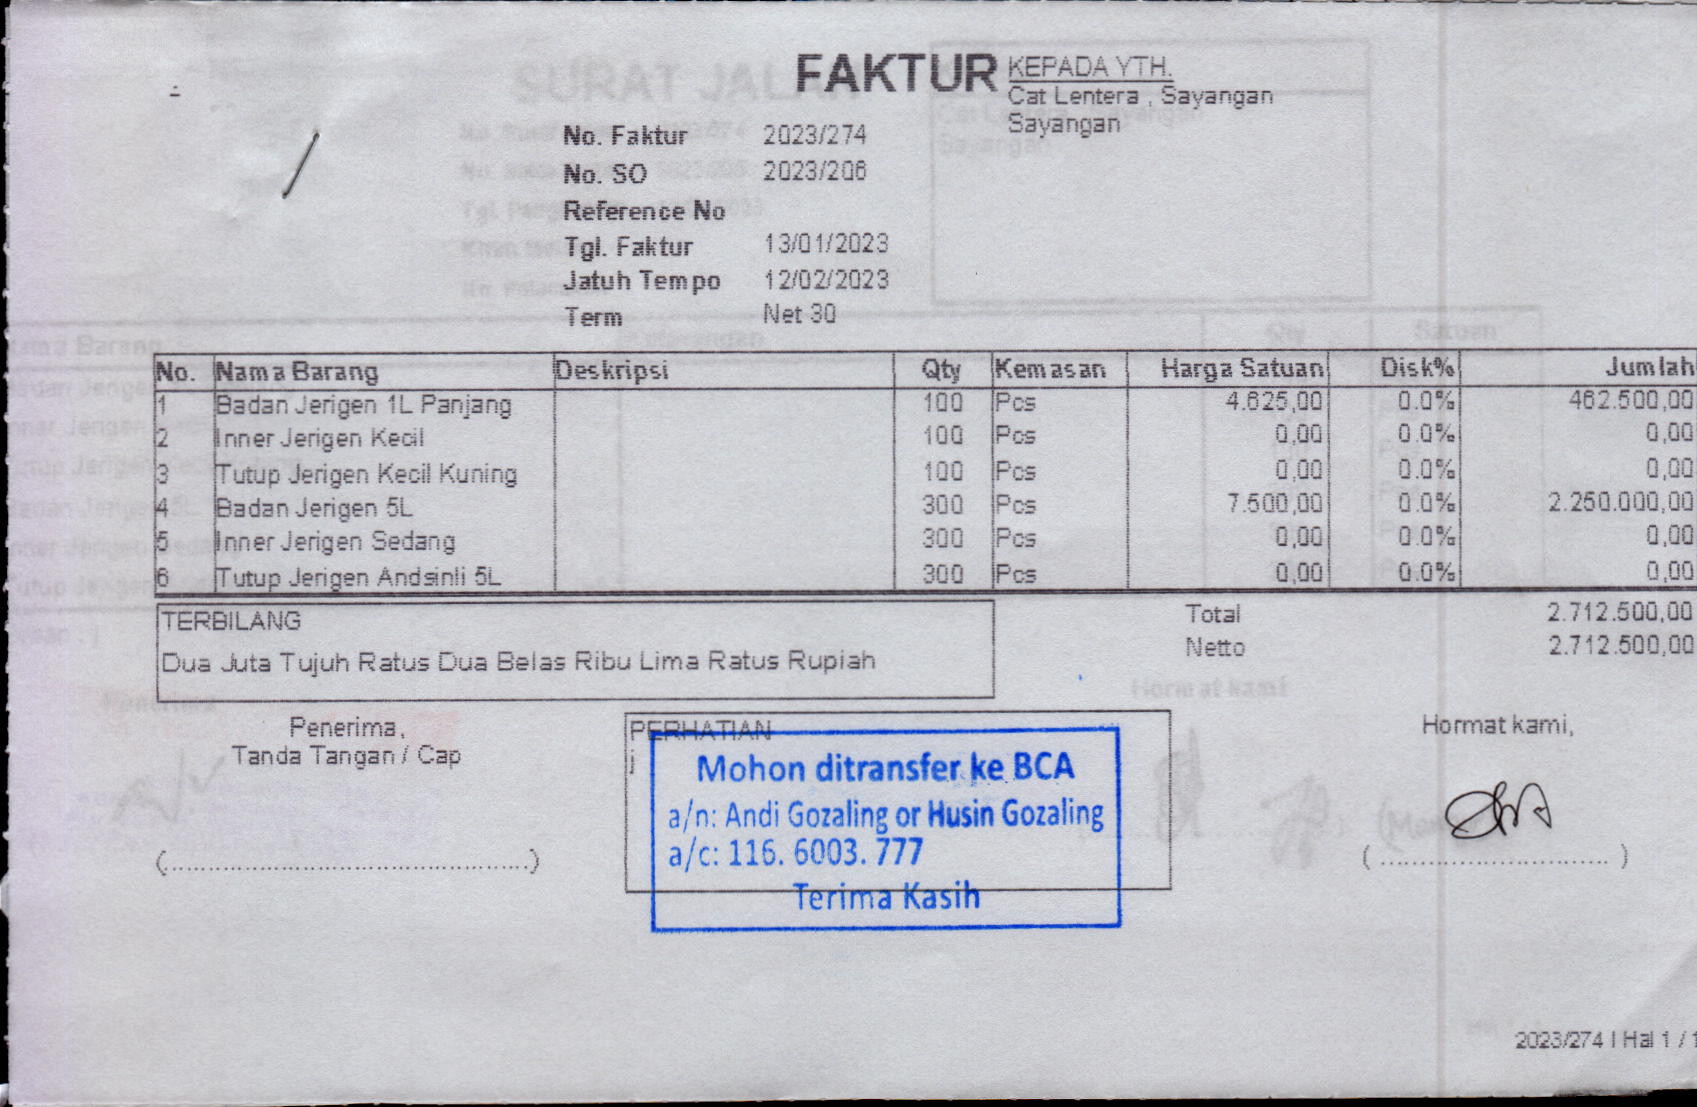 FAKTUR
KEPADA YTH.
Cat Lentera , Sayangan
Sayangan
No. Faktur 2023/274
No. SO 2023/206
Reference No
Tgl. Faktur 13/01/2023
Jatuh Tempo 12/02/2023
Term Net 30
No. Nama Barang Deskripsi Qty Kemasan Harga Satuan Disk% Jumlah
1 Badan Jerigen 1L Panjang 100 Pcs 4.625,00 0.0% 462.500,00
2 Inner Jerigen Kecil 100 Pcs 0,00 0.0% 0,00
3 Tutup Jerigen Kecil Kuning 100 Pcs 0,00 0.0% 0,00
4 Badan Jerigen 5L 300 Pcs 7.500,00 0.0% 2.250.000,00
5 Inner Jerigen Sedang 300 Pcs 0,00 0.0% 0,00
6 Tutup Jerigen Andsinli 5L 300 Pcs 0,00 0.0% 0,00
Total 2.712.500,00
Netto 2.712.500,00
TERBILANG
Dua Juta Tujuh Ratus Dua Belas Ribu Lima Ratus Rupiah
Penerima,
Tanda Tangan / Cap
PERHATIAN
j
Mohon ditransfer ke BCA
a/n: Andi Gozaling or Husin Gozaling
a/c: 116. 6003. 777
Terima Kasih
Hormat kami,
2023/274 | Hal 1 / 1
SURAT JALAN